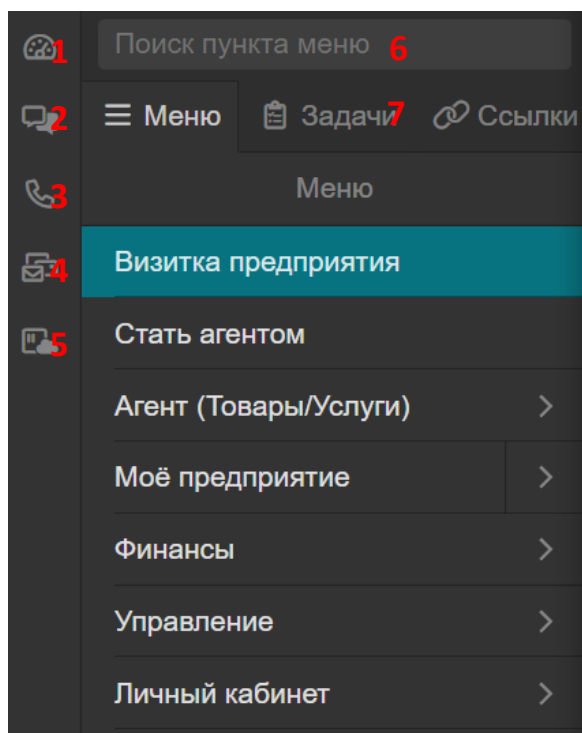 1
Поиск пункта меню 6
2
Меню Задачи 7 Ссылки
3
Меню
4
Визитка предприятия
5
Стать агентом
Агент (Товары/Услуги)
Моё предприятие
Финансы
Управление
Личный кабинет